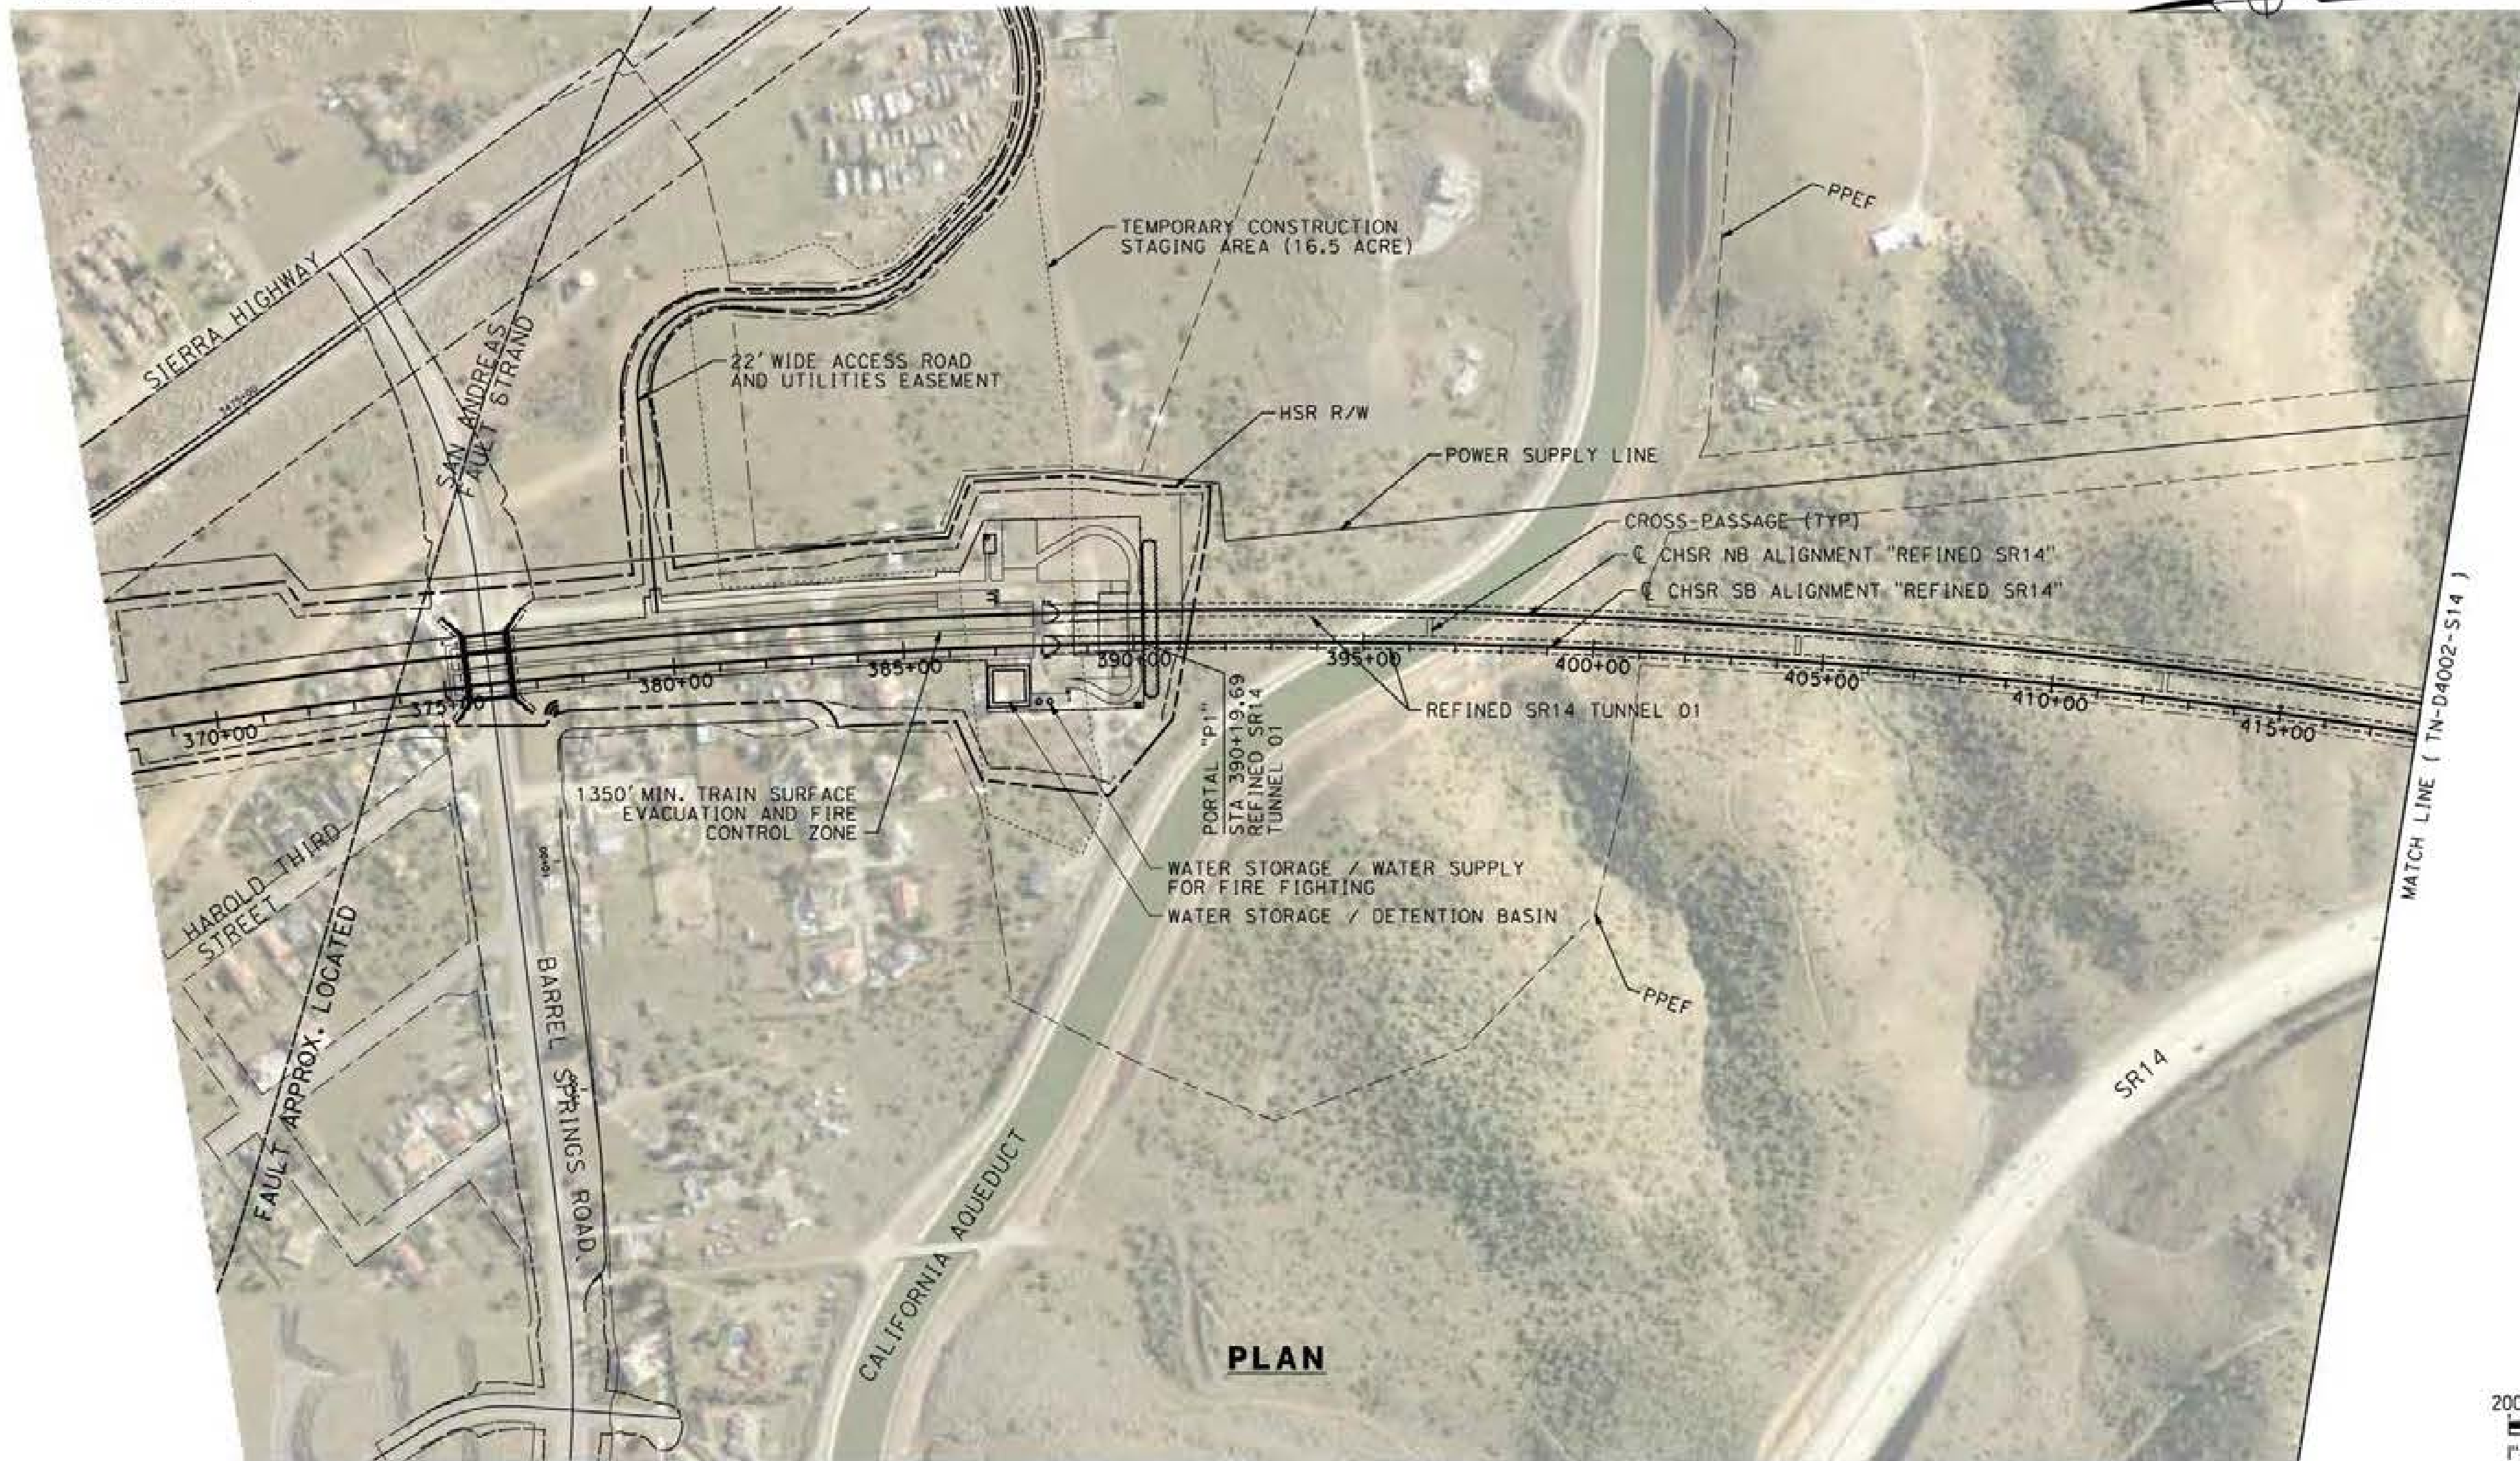 PPEF
TEMPORARY CONSTRUCTION
STAGING AREA (16.5 ACRE)
SIERRA HIGHWAY
SAN ANDREAS
FAULT STRAND
22' WIDE ACCESS ROAD
AND UTILITIES EASEMENT
HSR R/W
POWER SUPPLY LINE
CROSS-PASSAGE (TYP)
℄ CHSR NB ALIGNMENT "REFINED SR14"
℄ CHSR SB ALIGNMENT "REFINED SR14"
370+00
375+00
380+00
385+00
390+00
395+00
400+00
405+00
410+00
415+00
REFINED SR14 TUNNEL 01
PORTAL "P1"
STA 390+19.69
REFINED SR14
TUNNEL 01
1350' MIN. TRAIN SURFACE
EVACUATION AND FIRE
CONTROL ZONE
WATER STORAGE / WATER SUPPLY
FOR FIRE FIGHTING
WATER STORAGE / DETENTION BASIN
HAROLD THIRD
STREET
FAULT APPROX. LOCATED
BARREL SPRINGS ROAD
PPEF
CALIFORNIA AQUEDUCT
SR14
MATCH LINE ( TN-D4002-S14 )
PLAN
200